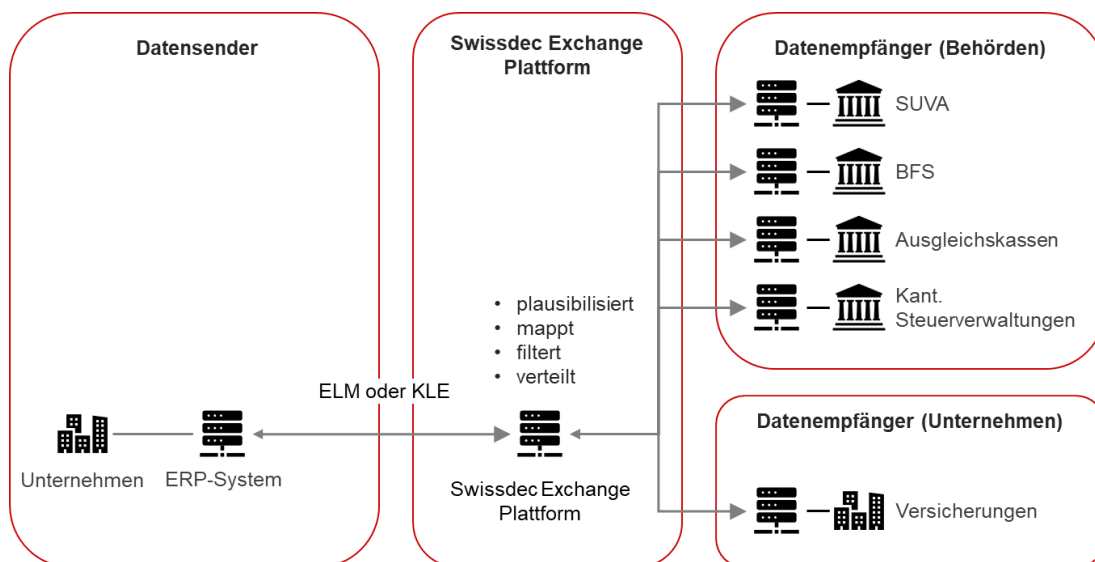 Datensender
Swissdec Exchange
Plattform
Datenempfänger (Behörden)
SUVA
BFS
Ausgleichskassen
Kant.
Steuerverwaltungen
• plausibilisiert
• mappt
• filtert
• verteilt
ELM oder KLE
Unternehmen
ERP-System
Swissdec Exchange
Plattform
Datenempfänger (Unternehmen)
Versicherungen